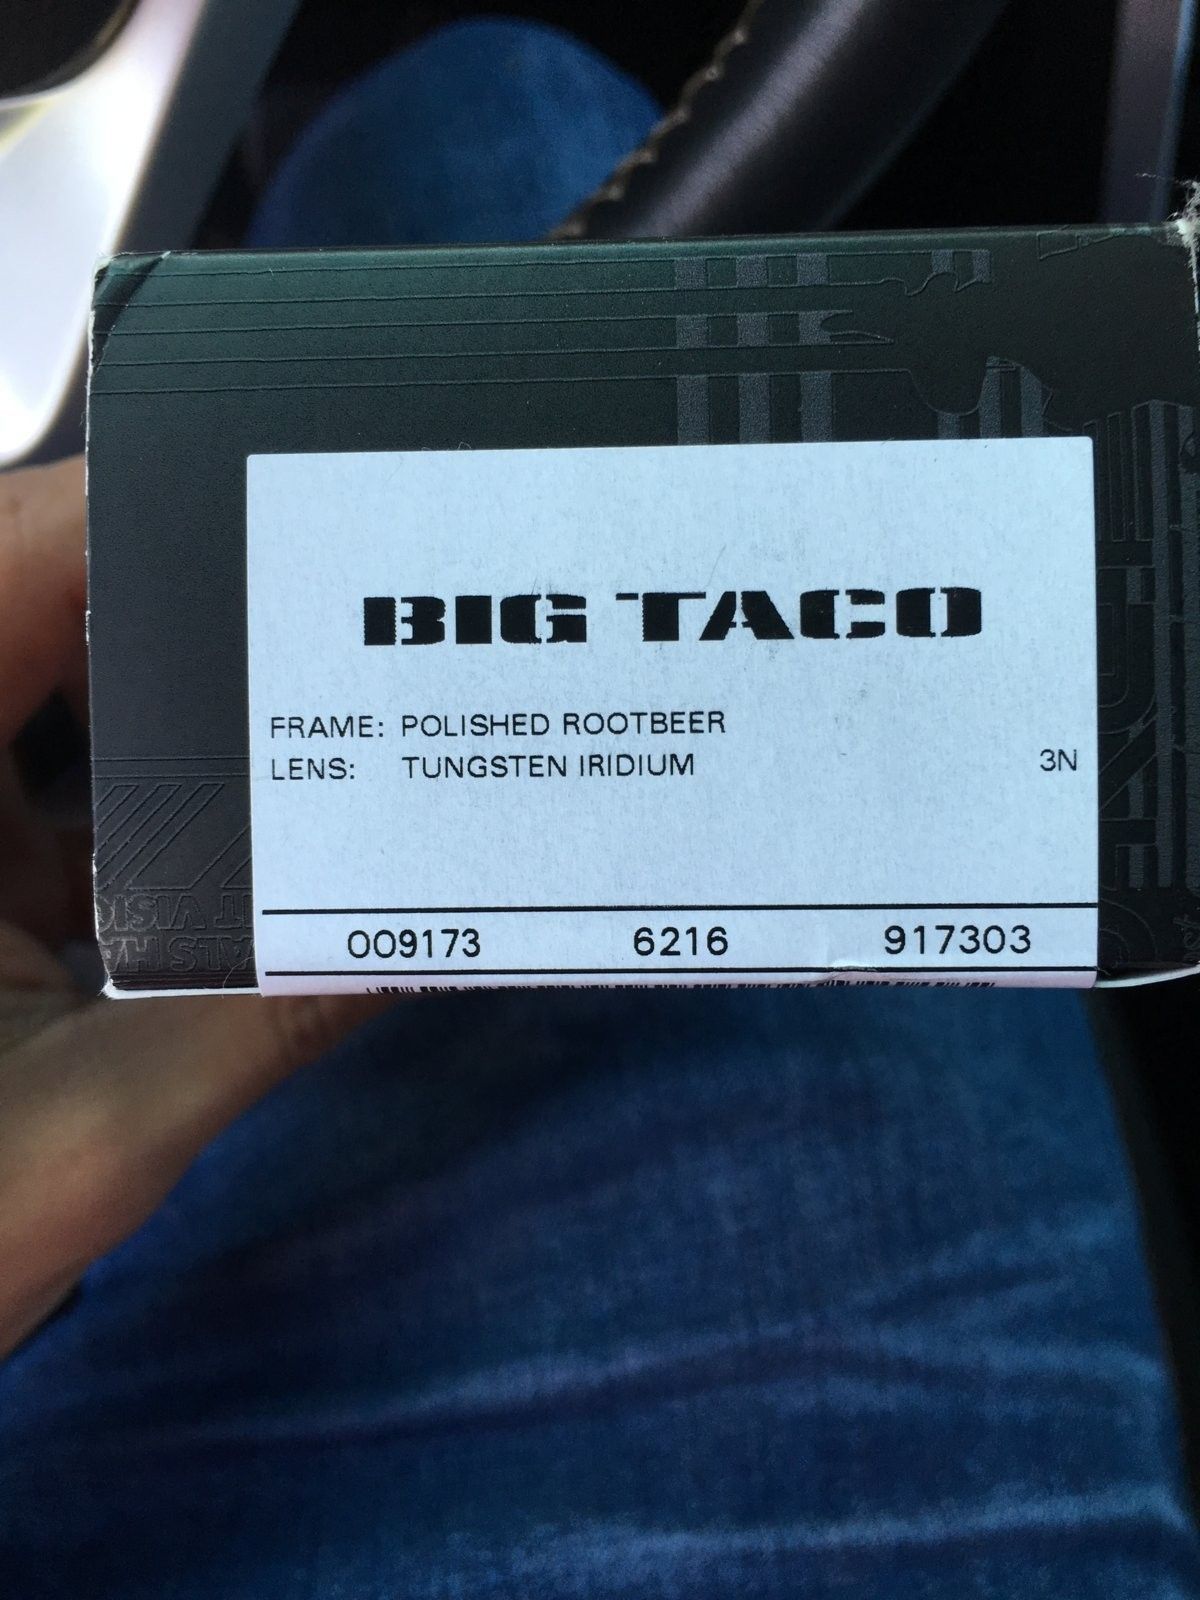 BIG TACO
FRAME: POLISHED ROOTBEER
LENS: TUNGSTEN IRIDIUM 3N
009173 6216 917303